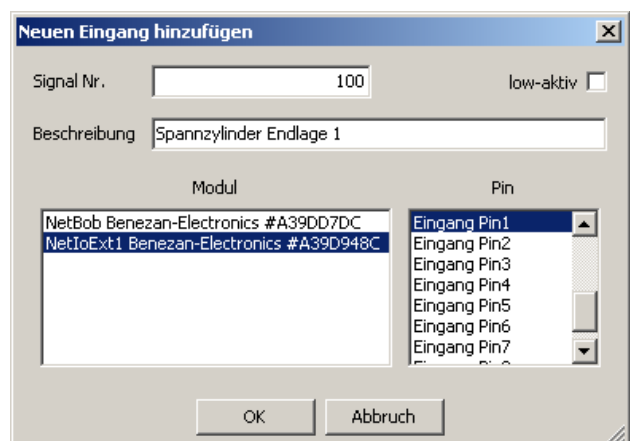 Neuen Eingang hinzufügen
Signal Nr. 100 low-aktiv
Beschreibung Spannzylinder Endlage 1
Modul Pin
NetBob Benezan-Electronics #A39DD7DC
NetIoExt1 Benezan-Electronics #A39D948C
Eingang Pin1
Eingang Pin2
Eingang Pin3
Eingang Pin4
Eingang Pin5
Eingang Pin6
Eingang Pin7
OK Abbruch